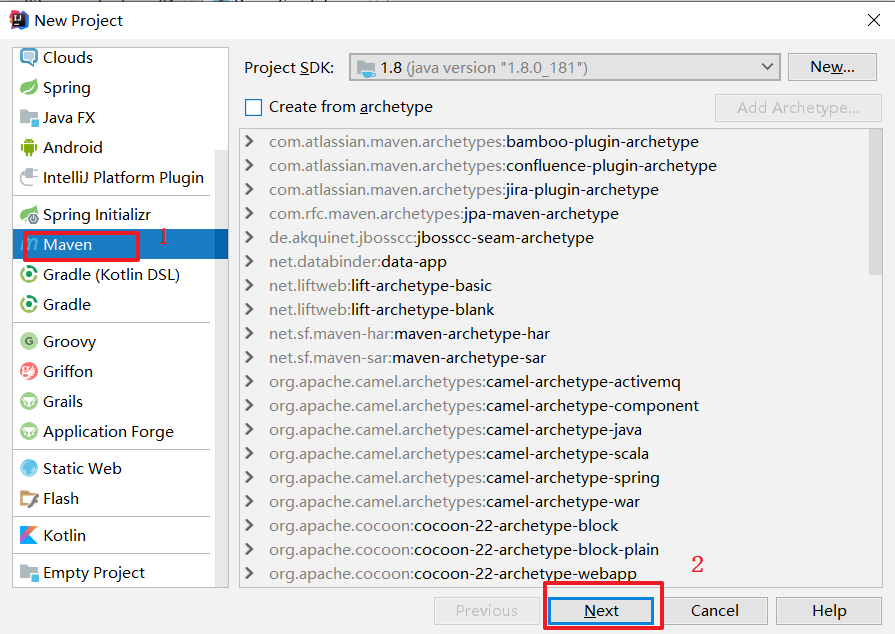 New Project
Clouds
Spring
Java FX
Android
IntelliJ Platform Plugin
Spring Initializr
Maven
1
Gradle (Kotlin DSL)
Gradle
Groovy
Griffon
Grails
Application Forge
Static Web
Flash
Kotlin
Empty Project
Project SDK: 1.8 (java version "1.8.0_181") New...
Create from archetype Add Archetype...
com.atlassian.maven.archetypes:bamboo-plugin-archetype
com.atlassian.maven.archetypes:confluence-plugin-archetype
com.atlassian.maven.archetypes:jira-plugin-archetype
com.rfc.maven.archetypes:jpa-maven-archetype
de.akquinet.jbosscc:jbosscc-seam-archetype
net.databinder:data-app
net.liftweb:lift-archetype-basic
net.liftweb:lift-archetype-blank
net.sf.maven-har:maven-archetype-har
net.sf.maven-sar:maven-archetype-sar
org.apache.camel.archetypes:camel-archetype-activemq
org.apache.camel.archetypes:camel-archetype-component
org.apache.camel.archetypes:camel-archetype-java
org.apache.camel.archetypes:camel-archetype-scala
org.apache.camel.archetypes:camel-archetype-spring
org.apache.camel.archetypes:camel-archetype-war
org.apache.cocoon:cocoon-22-archetype-block
org.apache.cocoon:cocoon-22-archetype-block-plain
org.apache.cocoon:cocoon-22-archetype-webapp
2
Previous Next Cancel Help